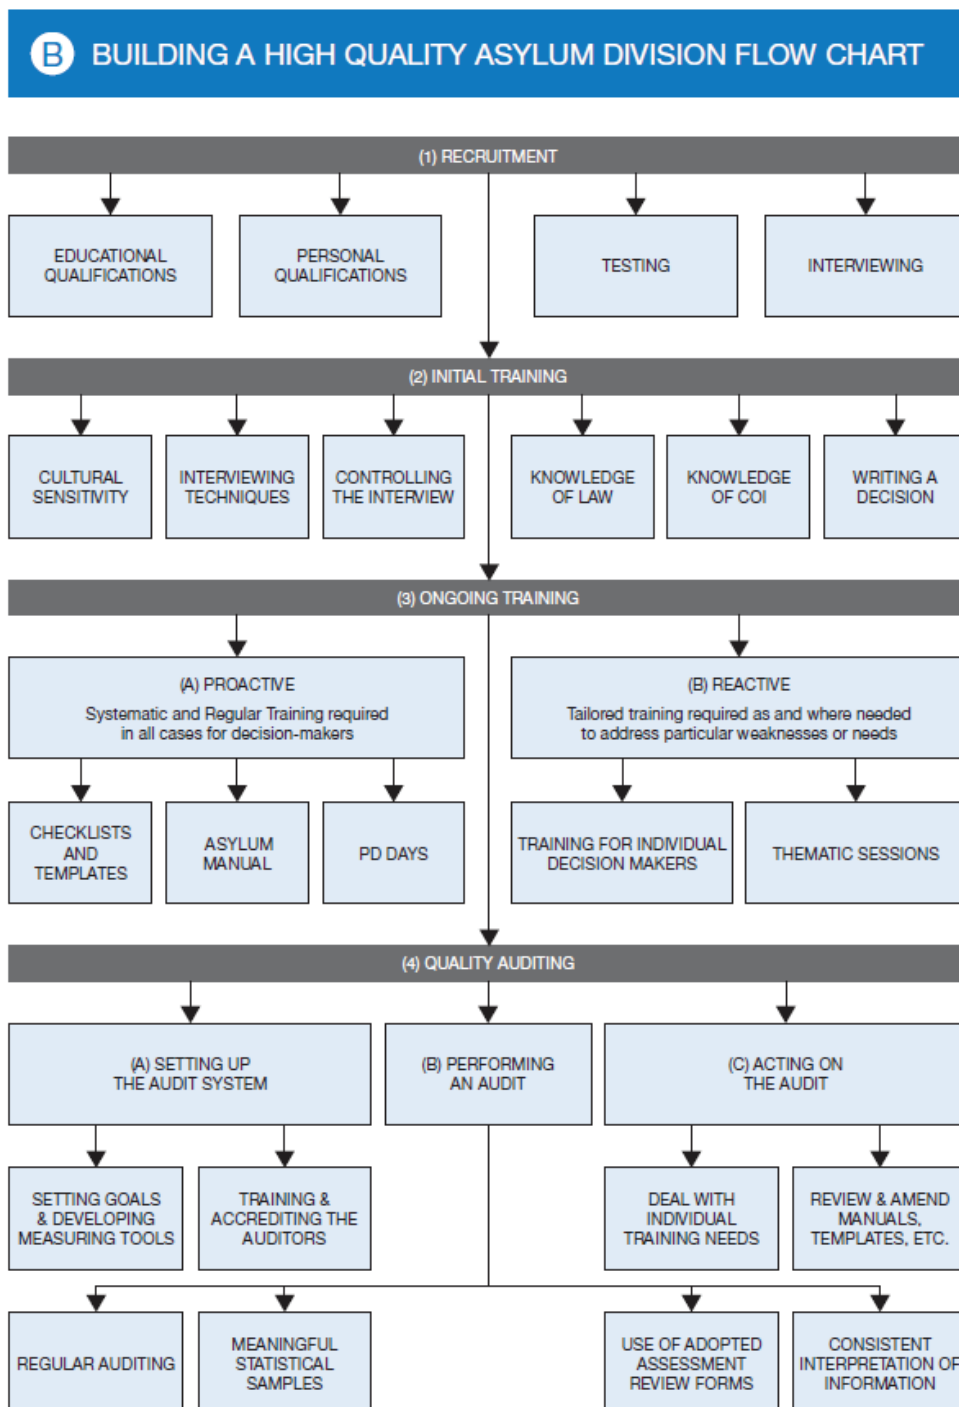 B BUILDING A HIGH QUALITY ASYLUM DIVISION FLOW CHART
(1) RECRUITMENT
EDUCATIONAL
QUALIFICATIONS
PERSONAL
QUALIFICATIONS
TESTING
INTERVIEWING
(2) INITIAL TRAINING
CULTURAL
SENSITIVITY
INTERVIEWING
TECHNIQUES
CONTROLLING
THE INTERVIEW
KNOWLEDGE
OF LAW
KNOWLEDGE
OF COI
WRITING A
DECISION
(3) ONGOING TRAINING
(A) PROACTIVE
Systematic and Regular Training required
in all cases for decision-makers
(B) REACTIVE
Tailored training required as and where needed
to address particular weaknesses or needs
CHECKLISTS
AND
TEMPLATES
ASYLUM
MANUAL
PD DAYS
TRAINING FOR INDIVIDUAL
DECISION MAKERS
THEMATIC SESSIONS
(4) QUALITY AUDITING
(A) SETTING UP
THE AUDIT SYSTEM
(B) PERFORMING
AN AUDIT
(C) ACTING ON
THE AUDIT
SETTING GOALS
& DEVELOPING
MEASURING TOOLS
TRAINING &
ACCREDITING THE
AUDITORS
DEAL WITH
INDIVIDUAL
TRAINING NEEDS
REVIEW & AMEND
MANUALS,
TEMPLATES, ETC.
REGULAR AUDITING
MEANINGFUL
STATISTICAL
SAMPLES
USE OF ADOPTED
ASSESSMENT
REVIEW FORMS
CONSISTENT
INTERPRETATION OF
INFORMATION